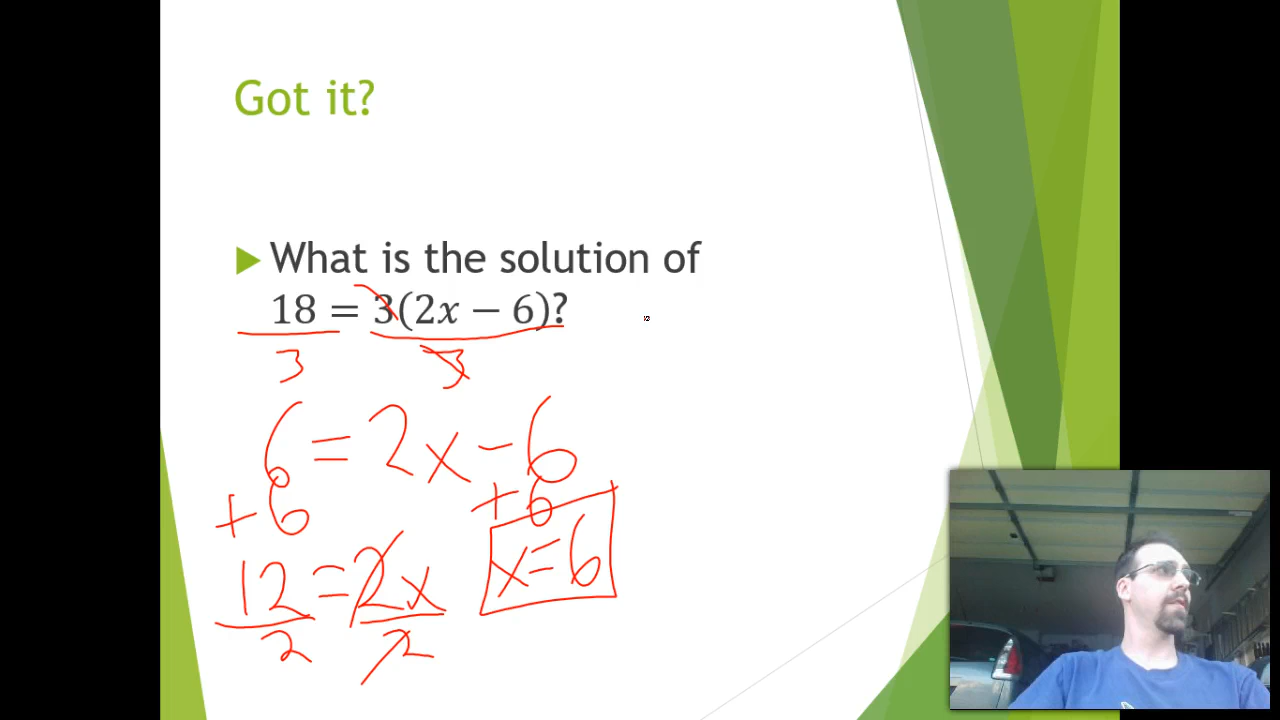 Got it?
What is the solution of
18 = 3(2x − 6)?
3 3
6 = 2x - 6
+6 +6
12 = 2x
2 2
x = 6